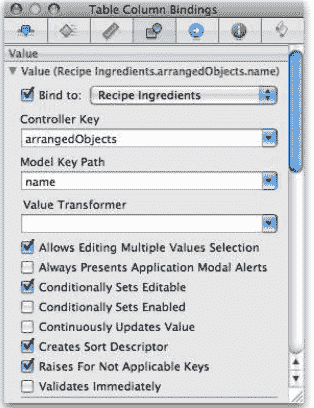 Table Column Bindings
Value
Value (Recipe Ingredients.arrangedObjects.name)
Bind to: Recipe Ingredients
Controller Key
arrangedObjects
Model Key Path
name
Value Transformer
Allows Editing Multiple Values Selection
Always Presents Application Modal Alerts
Conditionally Sets Editable
Conditionally Sets Enabled
Continuously Updates Value
Creates Sort Descriptor
Raises For Not Applicable Keys
Validates Immediately